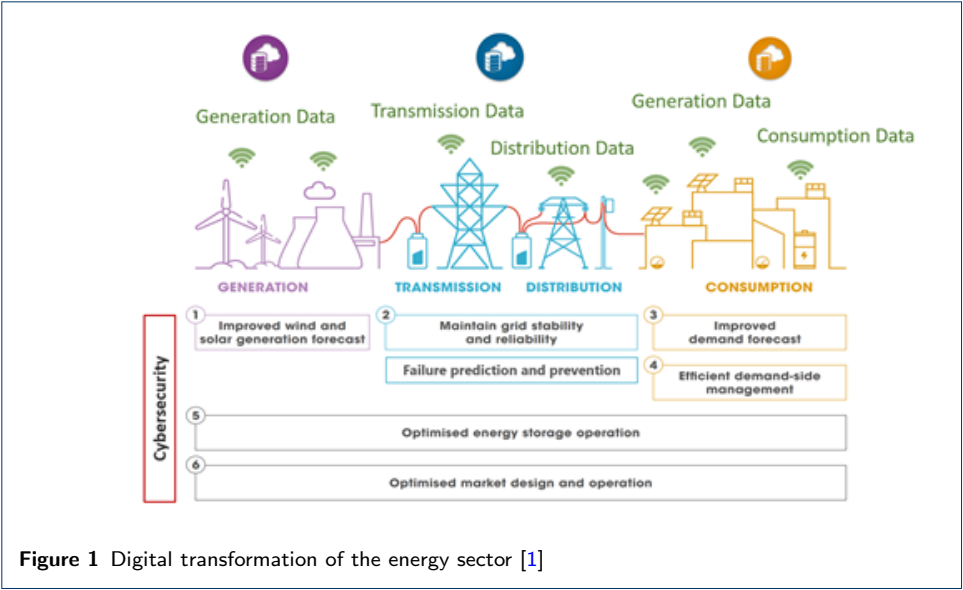 Generation Data
Transmission Data
Distribution Data
Generation Data
Consumption Data
GENERATION
TRANSMISSION
DISTRIBUTION
CONSUMPTION
Cybersecurity
1
Improved wind and
solar generation forecast
2
Maintain grid stability
and reliability
Failure prediction and prevention
3
Improved
demand forecast
4
Efficient demand-side
management
5
Optimised energy storage operation
6
Optimised market design and operation
Figure 1 Digital transformation of the energy sector [1]